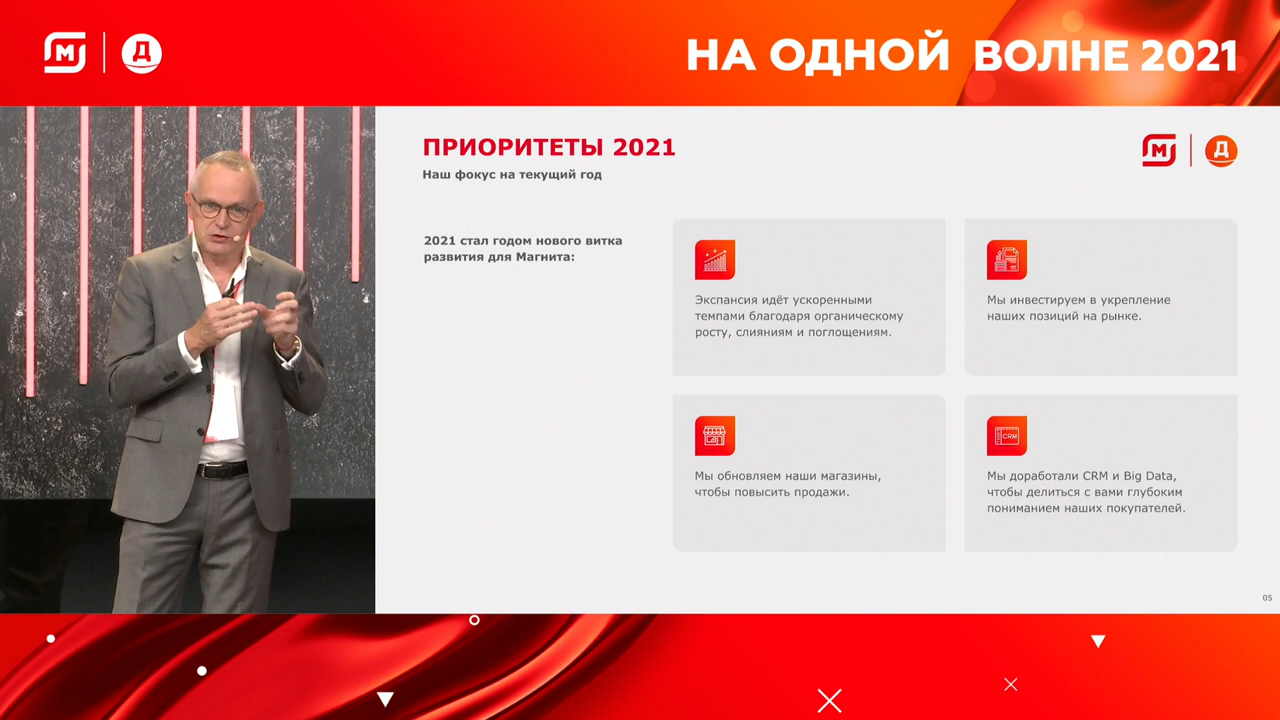 М
Д
НА ОДНОЙ ВОЛНЕ 2021
ПРИОРИТЕТЫ 2021
Наш фокус на текущий год
М
Д
2021 стал годом нового витка
развития для Магнита:
Экспансия идёт ускоренными
темпами благодаря органическому
росту, слияниям и поглощениям.
Мы инвестируем в укрепление
наших позиций на рынке.
Мы обновляем наши магазины,
чтобы повысить продажи.
CRM
Мы доработали CRM и Big Data,
чтобы делиться с вами глубоким
пониманием наших покупателей.
05